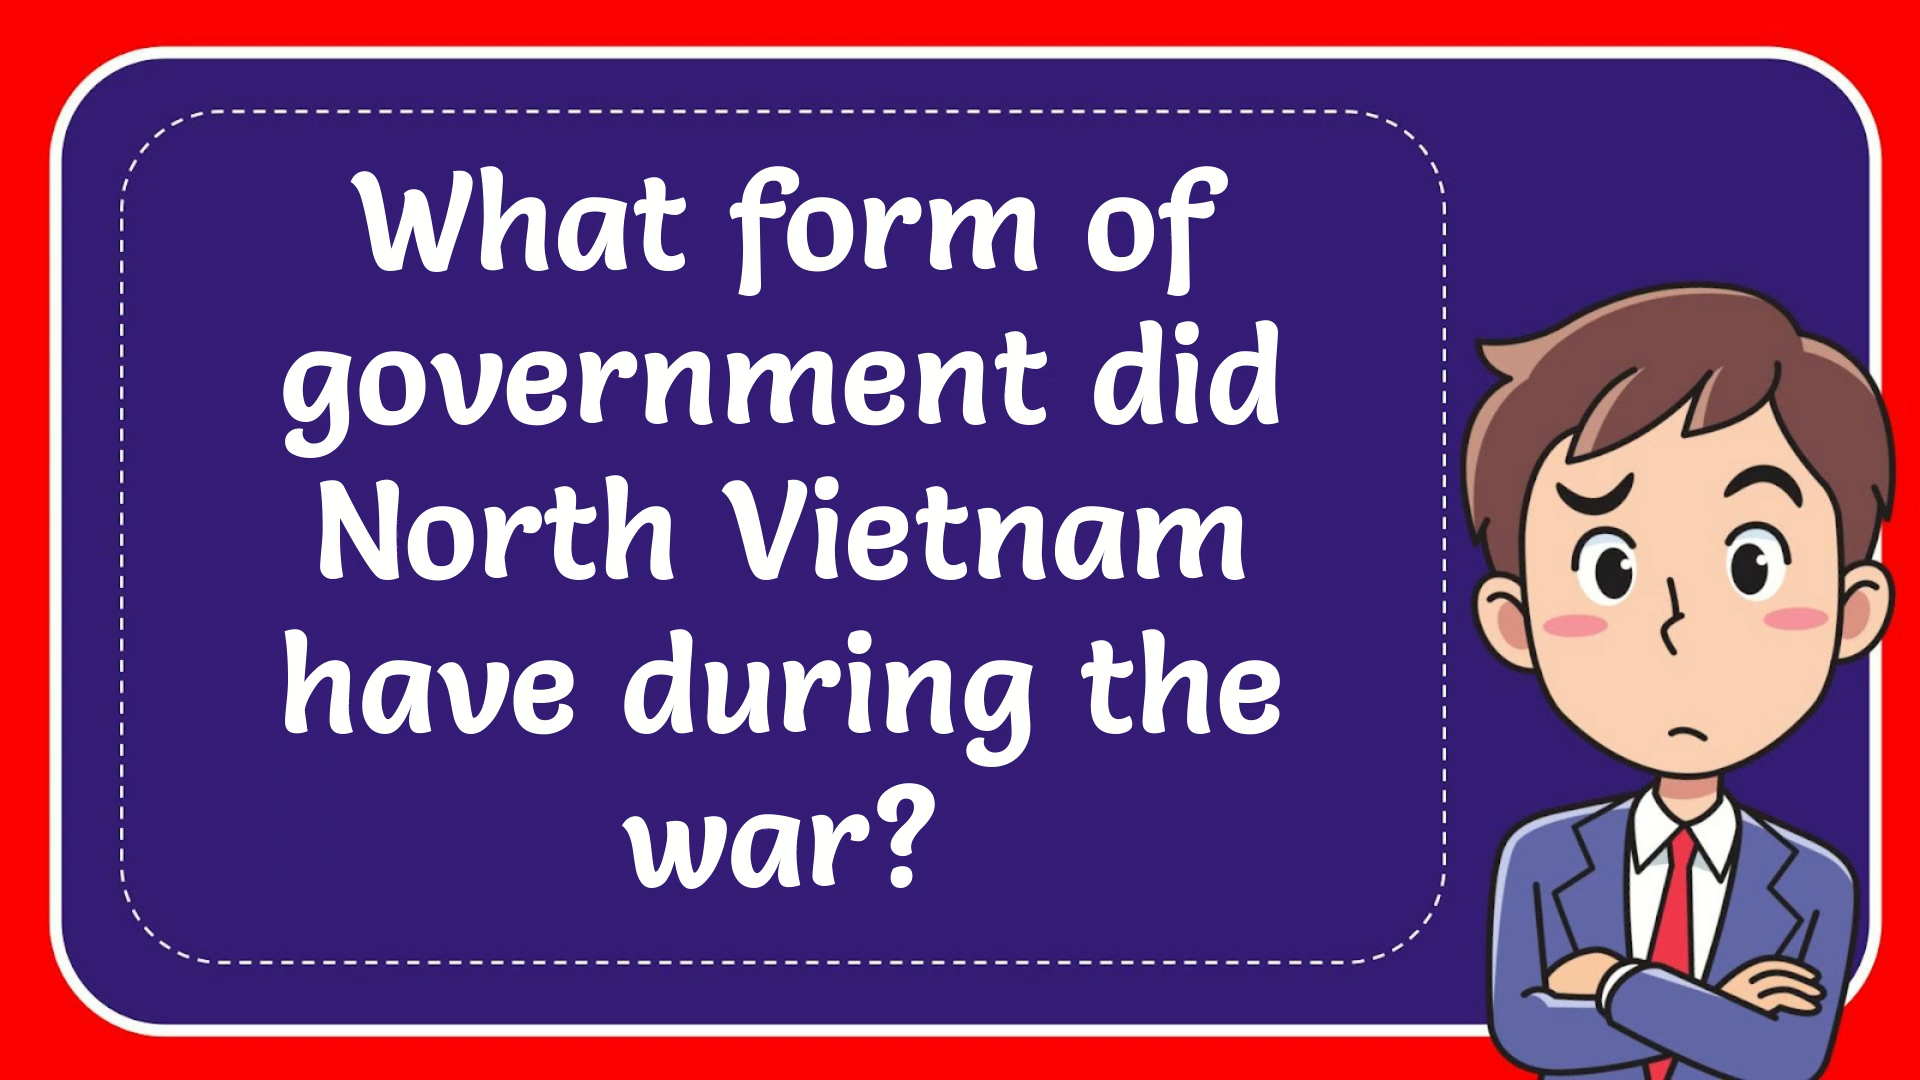 What form of
government did
North Vietnam
have during the
war?